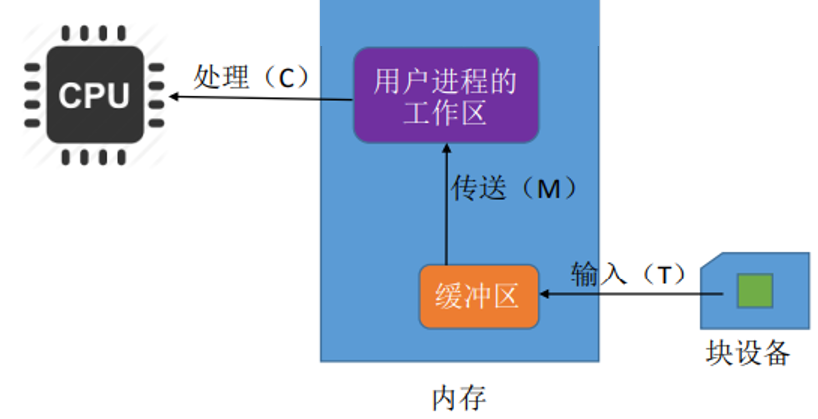 处理（C）
CPU
用户进程的
工作区
传送（M）
输入（T）
缓冲区
块设备
内存